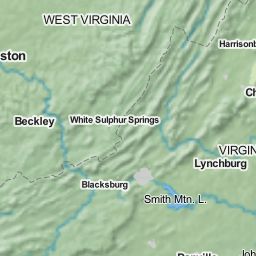 WEST VIRGINIA
Harrisonb
ston
Ch
Beckley
White Sulphur Springs
VIRGIN
Lynchburg
Blacksburg
Smith Mtn. L.